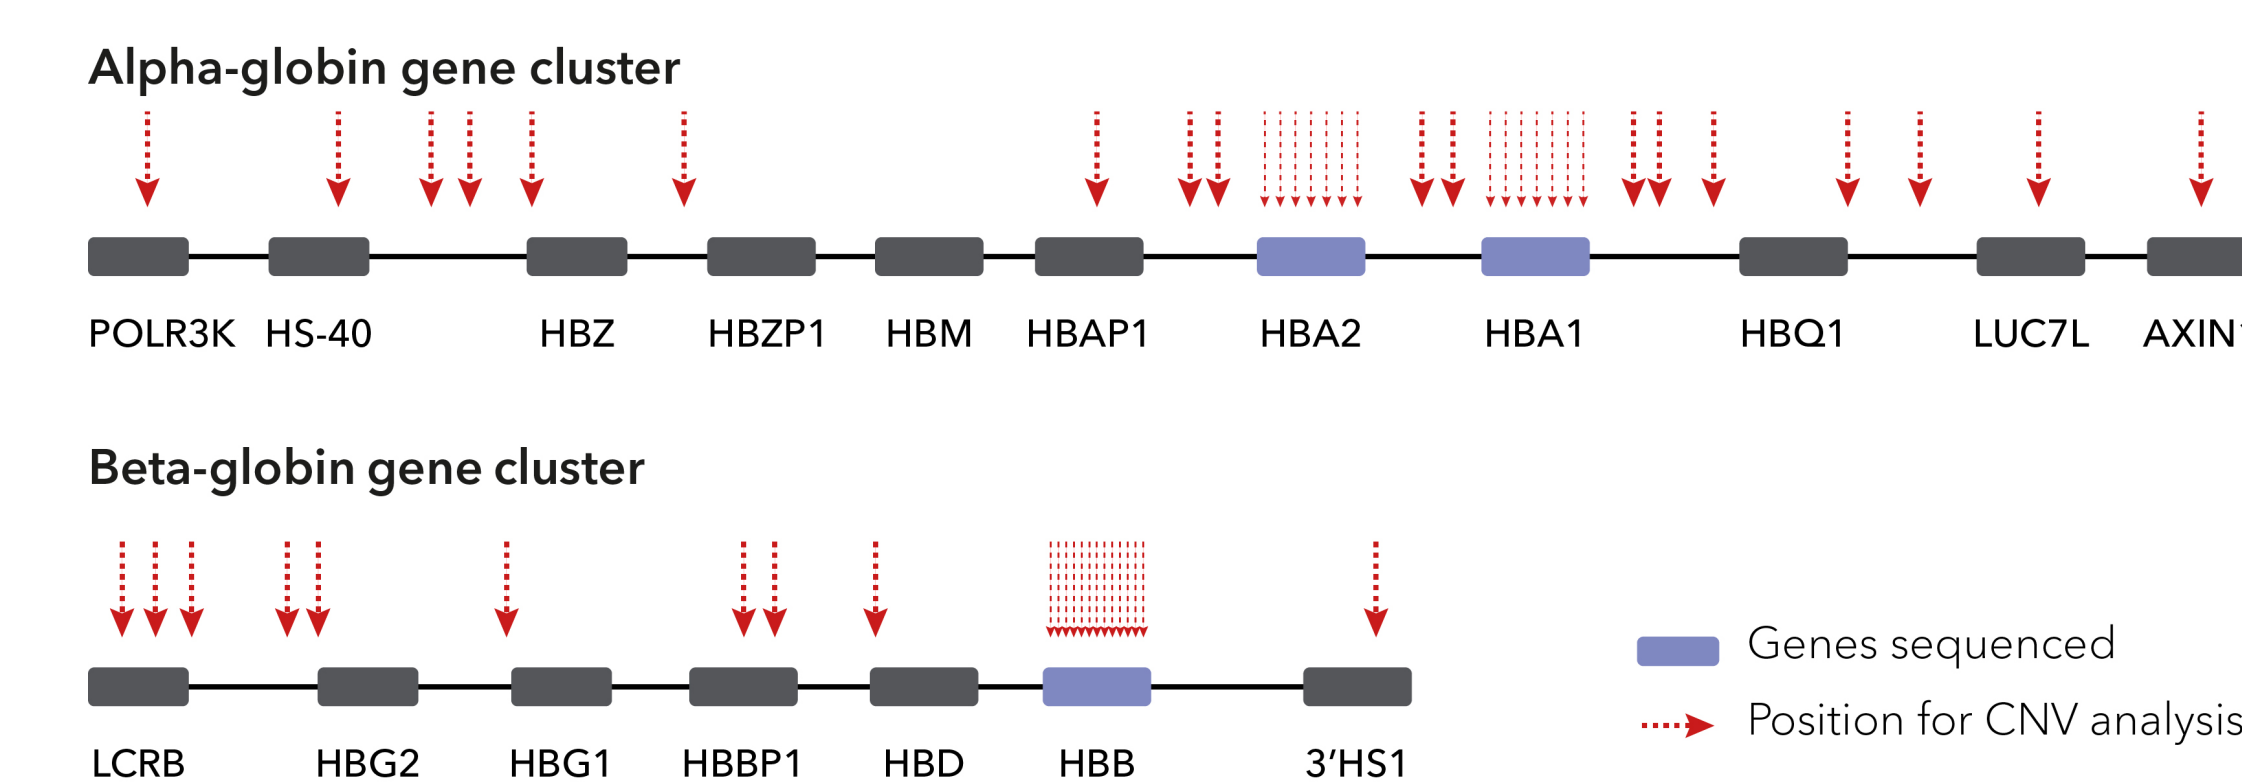 Alpha-globin gene cluster
POLR3K HS-40 HBZ HBZP1 HBM HBAP1 HBA2 HBA1 HBQ1 LUC7L AXIN1
Beta-globin gene cluster
Genes sequenced
Position for CNV analysis
LCRB HBG2 HBG1 HBBP1 HBD HBB 3’HS1